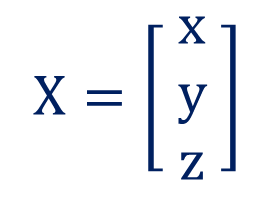 X = [ x
y
z ]